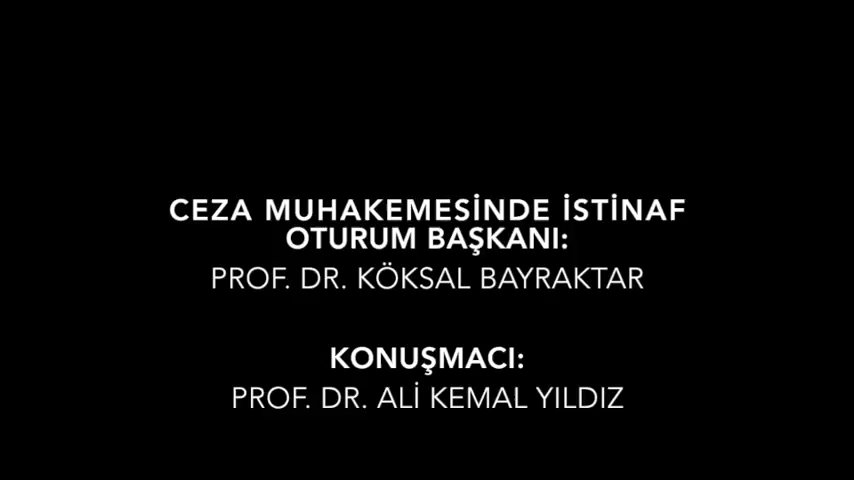 CEZA MUHAKEMESİNDE İSTİNAF
OTURUM BAŞKANI:
PROF. DR. KÖKSAL BAYRAKTAR
KONUŞMACI:
PROF. DR. ALİ KEMAL YILDIZ